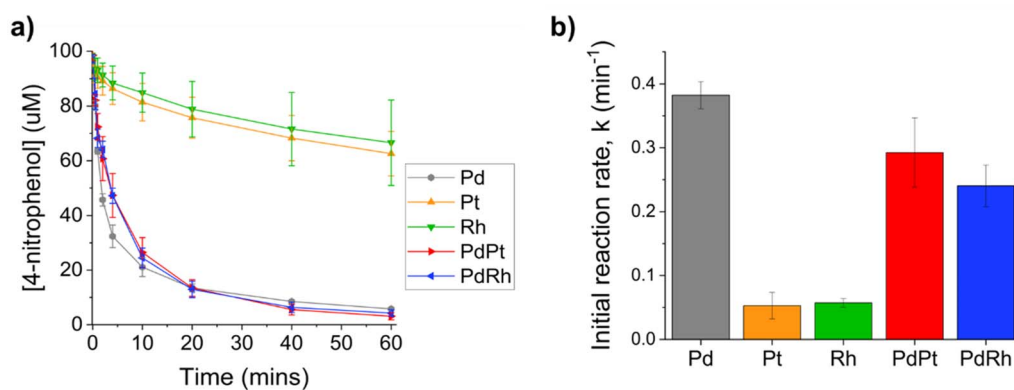 a)
[4-nitrophenol] (uM)
100
80
60
40
20
0
0 10 20 30 40 50 60
Time (mins)
Pd
Pt
Rh
PdPt
PdRh
b)
Initial reaction rate, k (min⁻¹)
0.4
0.3
0.2
0.1
0.0
Pd Pt Rh PdPt PdRh